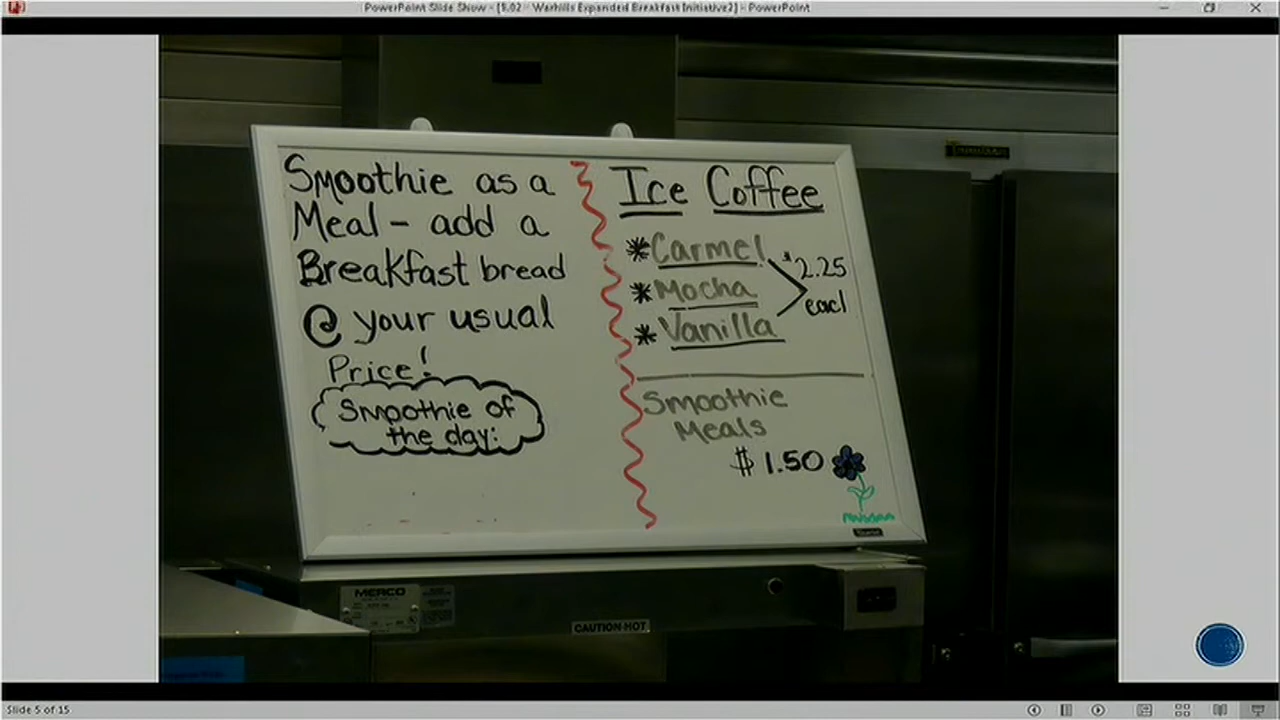 PowerPoint Slide Show - [5.02 - Warhills Expanded Breakfast Initiative2] - PowerPoint
Smoothie as a
Meal - add a
Breakfast bread
@ your usual
Price!
Smoothie of
the day:
Ice Coffee
* Carmel
* Mocha
* Vanilla
$2.25
each
Smoothie
Meals
$1.50
MERCO
CAUTION-HOT
Slide 5 of 15